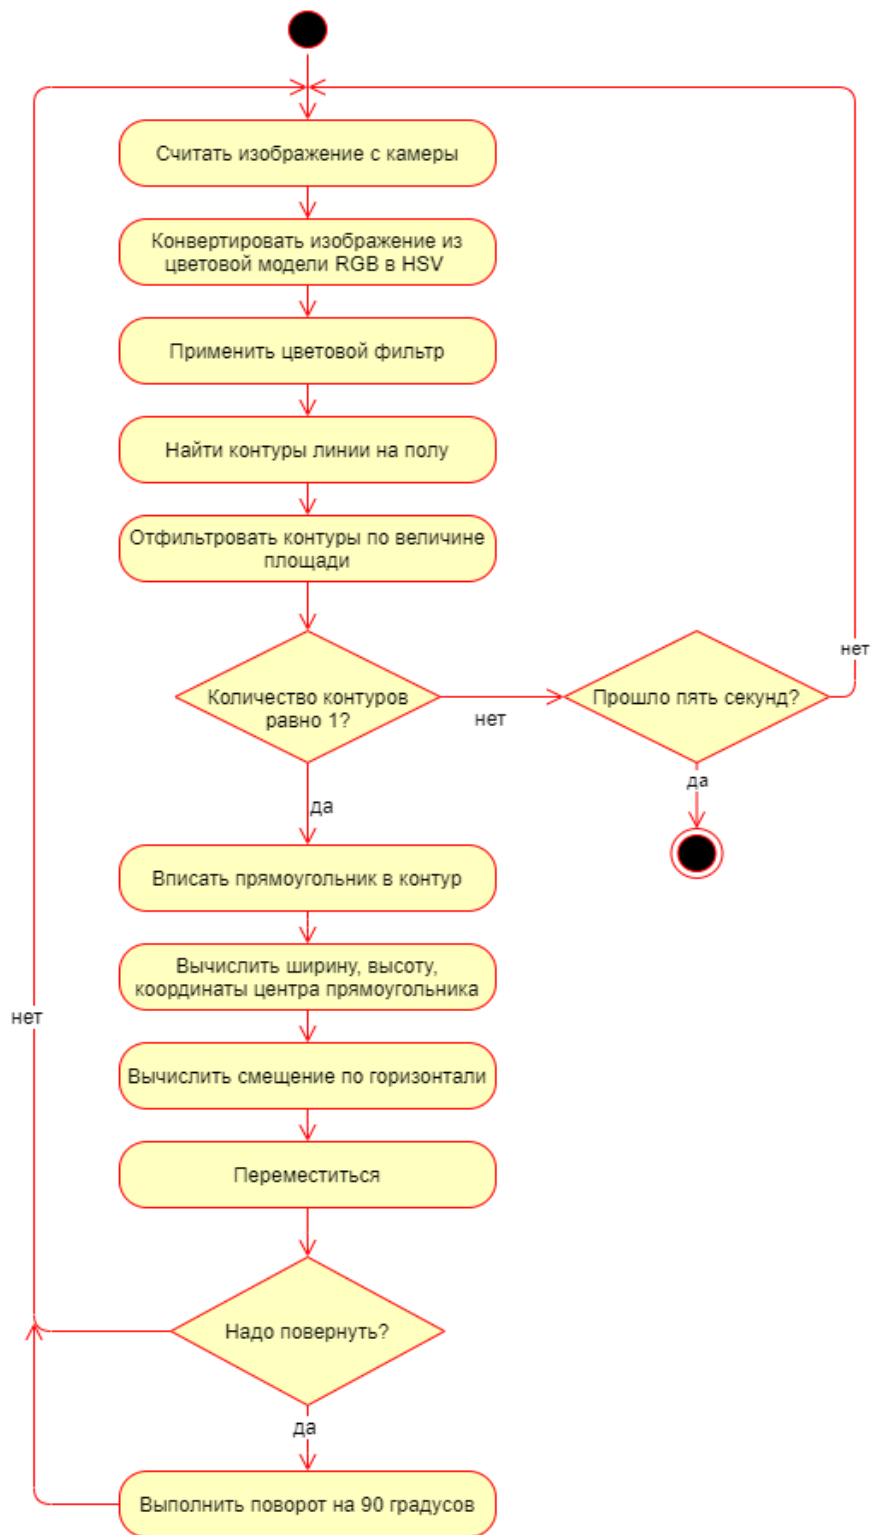 Считать изображение с камеры
Конвертировать изображение из
цветовой модели RGB в HSV
Применить цветовой фильтр
Найти контуры линии на полу
Отфильтровать контуры по величине
площади
Количество контуров
равно 1?
нет
Прошло пять секунд?
нет
да
да
Вписать прямоугольник в контур
Вычислить ширину, высоту,
координаты центра прямоугольника
Вычислить смещение по горизонтали
Переместиться
Надо повернуть?
нет
да
Выполнить поворот на 90 градусов